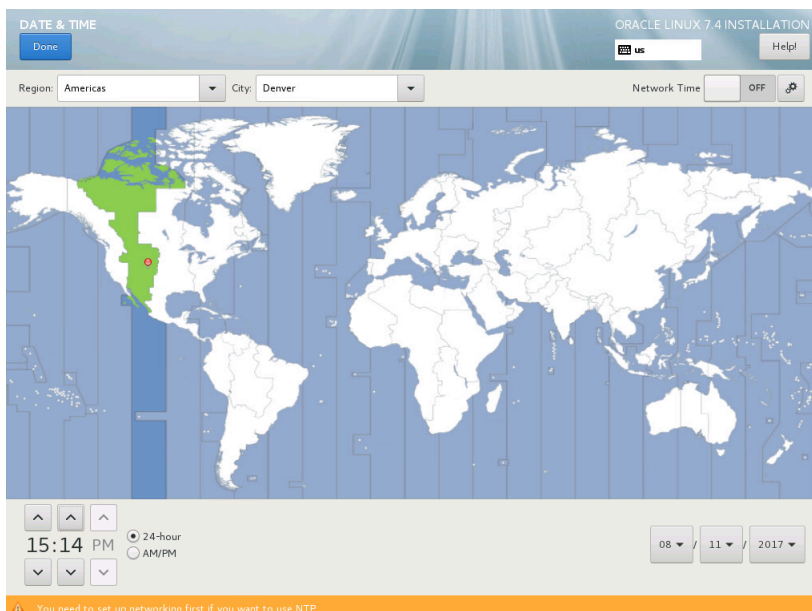 DATE & TIME
ORACLE LINUX 7.4 INSTALLATION
Done
us
Help!
Region: Americas City: Denver Network Time OFF
15:14 PM
24-hour
AM/PM
08 / 11 / 2017
You need to set up networking first if you want to use NTP